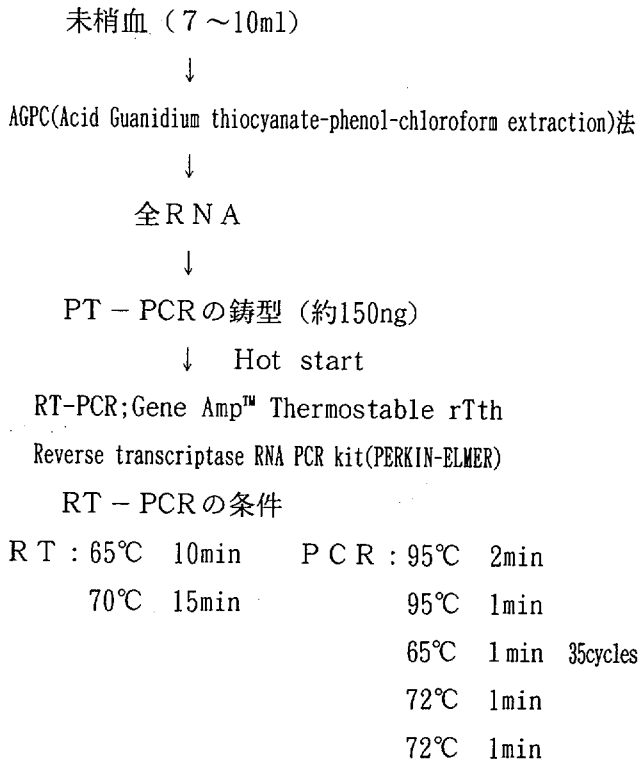 未梢血（7～10ml）
↓
AGPC(Acid Guanidium thiocyanate-phenol-chloroform extraction)法
↓
全RNA
↓
PT－PCRの鋳型（約150ng）
↓ Hot start
RT-PCR;Gene Amp™ Thermostable rTth
Reverse transcriptase RNA PCR kit(PERKIN-ELMER)
RT－PCRの条件
RT：65℃ 10min PCR：95℃ 2min
70℃ 15min 95℃ 1min
65℃ 1min 35cycles
72℃ 1min
72℃ 1min